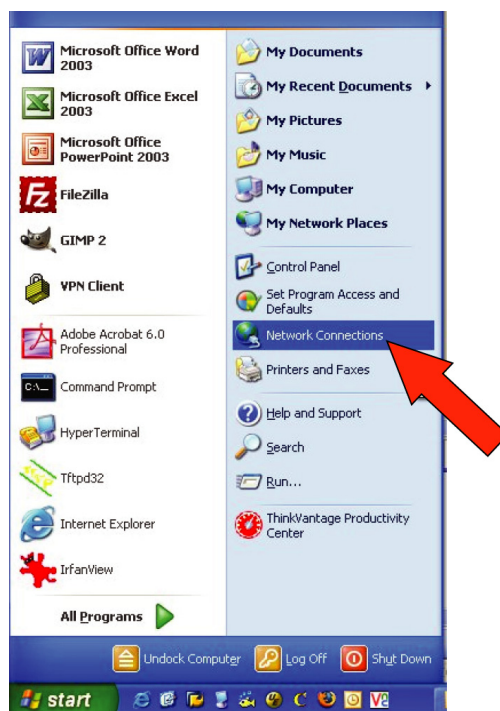 Microsoft Office Word
2003
Microsoft Office Excel
2003
Microsoft Office
PowerPoint 2003
FileZilla
GIMP 2
VPN Client
Adobe Acrobat 6.0
Professional
C:\_
Command Prompt
HyperTerminal
Tftpd32
Internet Explorer
IrfanView
All Programs
My Documents
My Recent Documents
My Pictures
My Music
My Computer
My Network Places
Control Panel
Set Program Access and
Defaults
Network Connections
Printers and Faxes
Help and Support
Search
Run...
ThinkVantage Productivity
Center
Undock Computer
Log Off
Shut Down
start